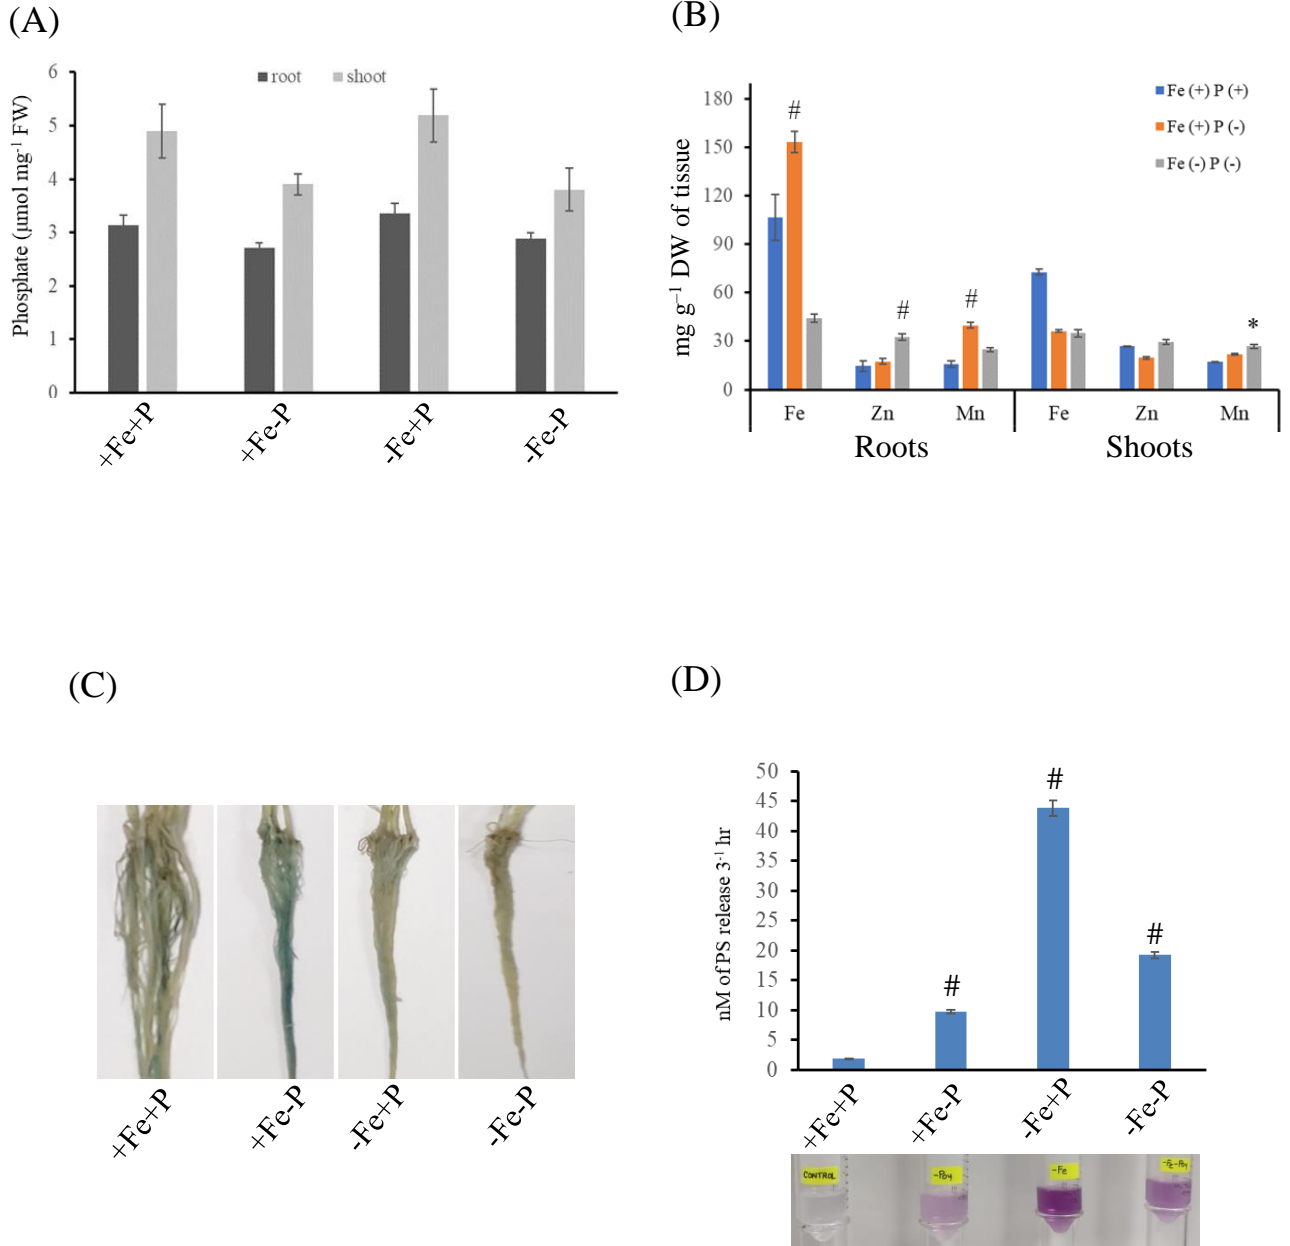 (A)
root
shoot
Phosphate (µmol mg-1 FW)
6
5
4
3
2
1
0
+Fe+P
+Fe-P
-Fe+P
-Fe-P
(B)
Fe (+) P (+)
Fe (+) P (-)
Fe (-) P (-)
mg g–1 DW of tissue
180
150
120
90
60
30
0
#
#
#
*
Fe
Zn
Mn
Fe
Zn
Mn
Roots
Shoots
(C)
+Fe+P
+Fe-P
-Fe+P
-Fe-P
(D)
nM of PS release 3-1 hr
50
45
40
35
30
25
20
15
10
5
0
#
#
#
+Fe+P
+Fe-P
-Fe+P
-Fe-P
CONTROL
-PO4
-Fe
-Fe-PO4